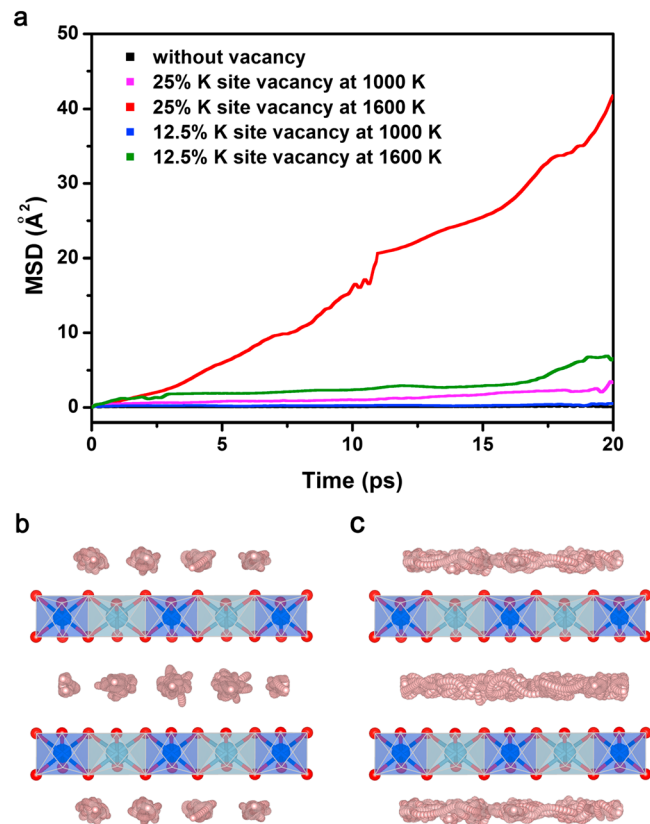 a
50
40
30
20
10
0
MSD (Å²)
without vacancy
25% K site vacancy at 1000 K
25% K site vacancy at 1600 K
12.5% K site vacancy at 1000 K
12.5% K site vacancy at 1600 K
0 5 10 15 20
Time (ps)
b c